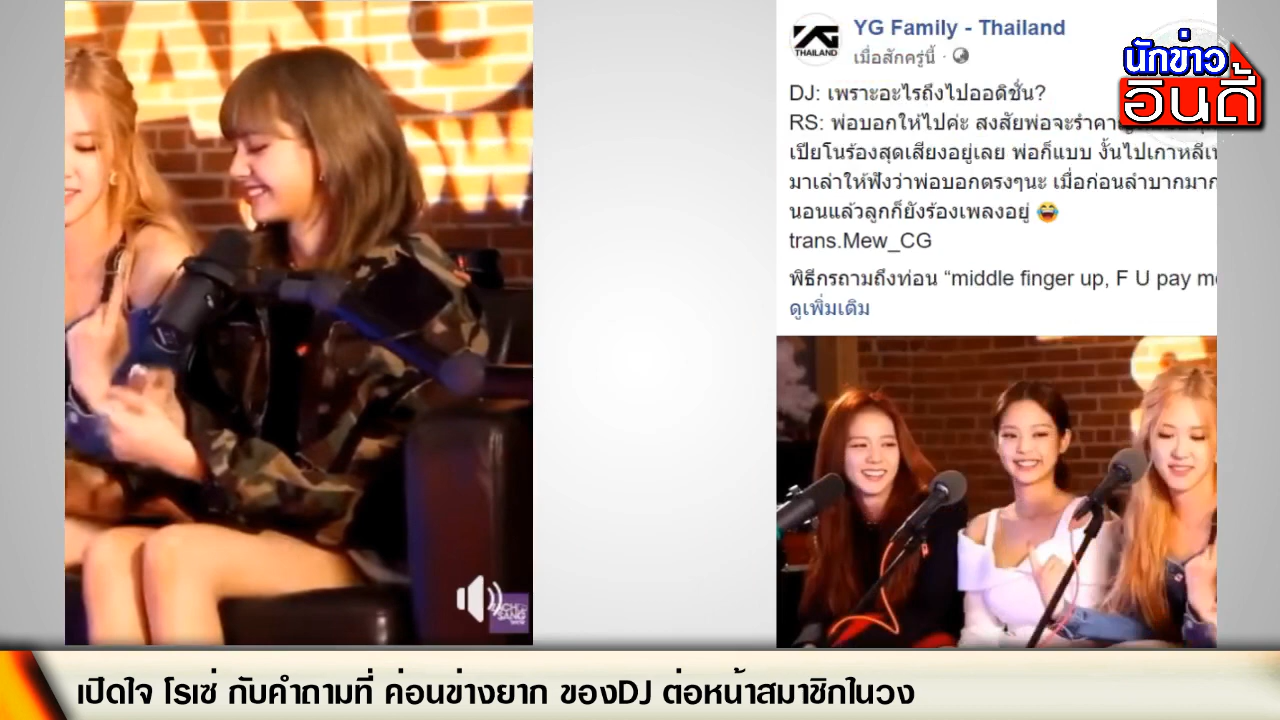 ANG
OW
YG Family - Thailand
THAILAND
เมื่อสักครู่นี้ ·
นักข่าว
อินดี้
DJ: เพราะอะไรถึงไปออดิชั่น?
RS: พ่อบอกให้ไปค่ะ สงสัยพ่อจะ
เปียโนร้องสุดเสียงอยู่เลย พ่อก็แบบ งั้นไปเกาหลี
มาเล่าให้ฟังว่าพ่อบอกตรงๆนะ เมื่อก่อนลำบากมาก
นอนแล้วลูกก็ยังร้องเพลงอยู่ 😂
trans.Mew_CG
พิธีกรถามถึงท่อน “middle finger up, F U pay m
ดูเพิ่มเติม
เปิดใจ โรเซ่ กับคำถามที่ ค่อนข่างยาก ของDJ ต่อหน้าสมาชิกในวง